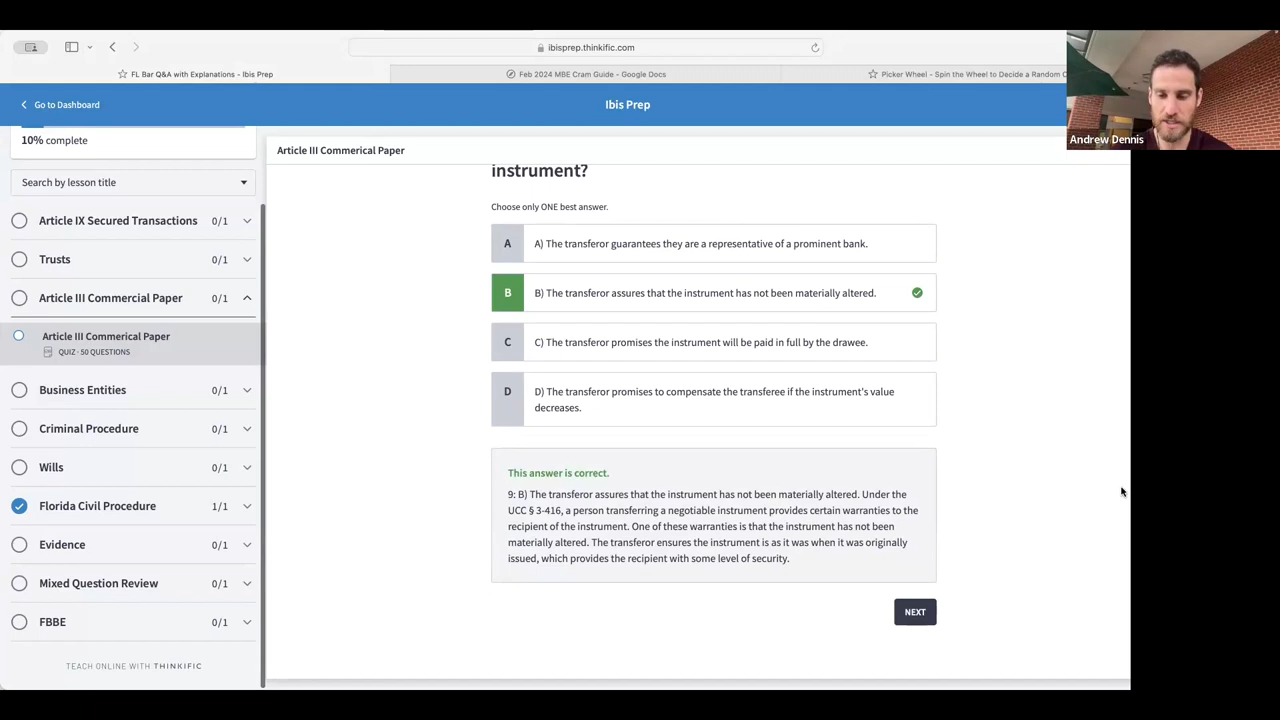 ibisprep.thinkific.com
FL Bar Q&A with Explanations - Ibis Prep
Feb 2024 MBE Cram Guide - Google Docs
Picker Wheel - Spin the Wheel to Decide a Random
Andrew Dennis
Go to Dashboard
Ibis Prep
10% complete
Search by lesson title
Article IX Secured Transactions 0/1
Trusts 0/1
Article III Commercial Paper 0/1
Article III Commerical Paper
QUIZ · 50 QUESTIONS
Business Entities 0/1
Criminal Procedure 0/1
Wills 0/1
Florida Civil Procedure 1/1
Evidence 0/1
Mixed Question Review 0/1
FBBE 0/1
TEACH ONLINE WITH THINKIFIC
Article III Commerical Paper
instrument?
Choose only ONE best answer.
A A) The transferor guarantees they are a representative of a prominent bank.
B B) The transferor assures that the instrument has not been materially altered.
C C) The transferor promises the instrument will be paid in full by the drawee.
D D) The transferor promises to compensate the transferee if the instrument's value
decreases.
This answer is correct.
9: B) The transferor assures that the instrument has not been materially altered. Under the
UCC § 3-416, a person transferring a negotiable instrument provides certain warranties to the
recipient of the instrument. One of these warranties is that the instrument has not been
materially altered. The transferor ensures the instrument is as it was when it was originally
issued, which provides the recipient with some level of security.
NEXT